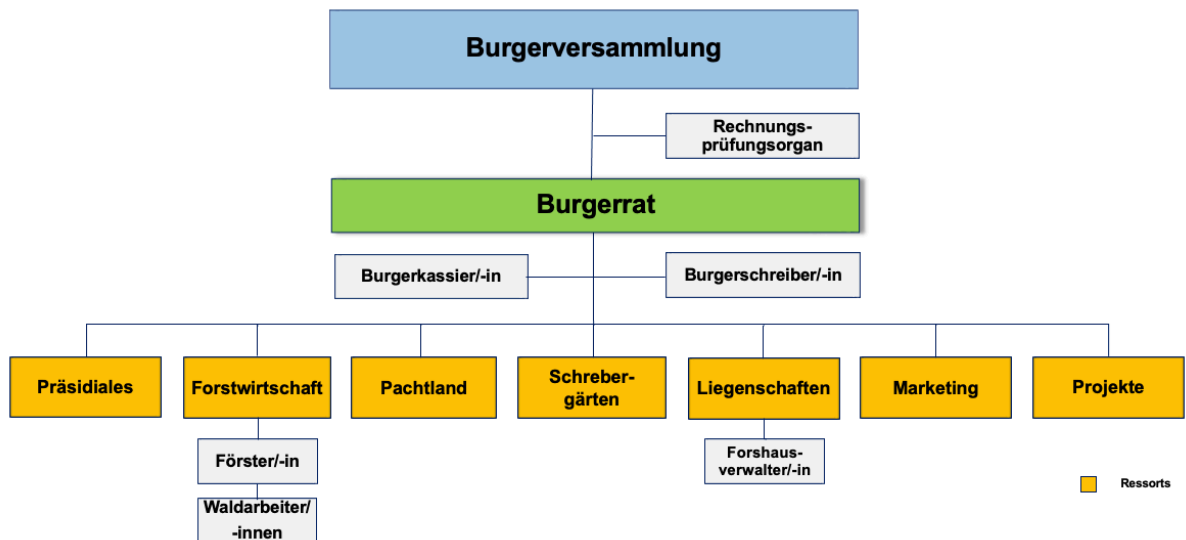 Burgerversammlung
Rechnungs-
prüfungsorgan
Burgerrat
Burgerkassier/-in
Burgerschreiber/-in
Präsidiales
Forstwirtschaft
Pachtland
Schreber-
gärten
Liegenschaften
Marketing
Projekte
Förster/-in
Forshaus-
verwalter/-in
Waldarbeiter/
-innen
Ressorts